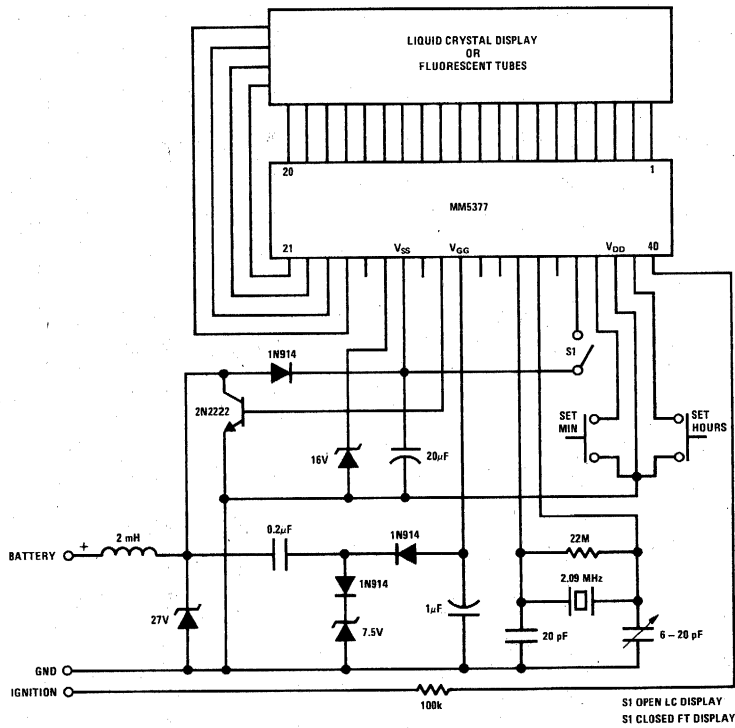 LIQUID CRYSTAL DISPLAY
OR
FLUORESCENT TUBES
20
1
MM5377
21
VSS
VGG
VDD
40
1N914
S1
2N2222
SET
MIN
SET
HOURS
16V
20μF
BATTERY
+
2 mH
0.2μF
1N914
22M
1N914
2.09 MHz
27V
7.5V
1μF
20 pF
6 – 20 pF
GND
IGNITION
100k
S1 OPEN LC DISPLAY
S1 CLOSED FT DISPLAY